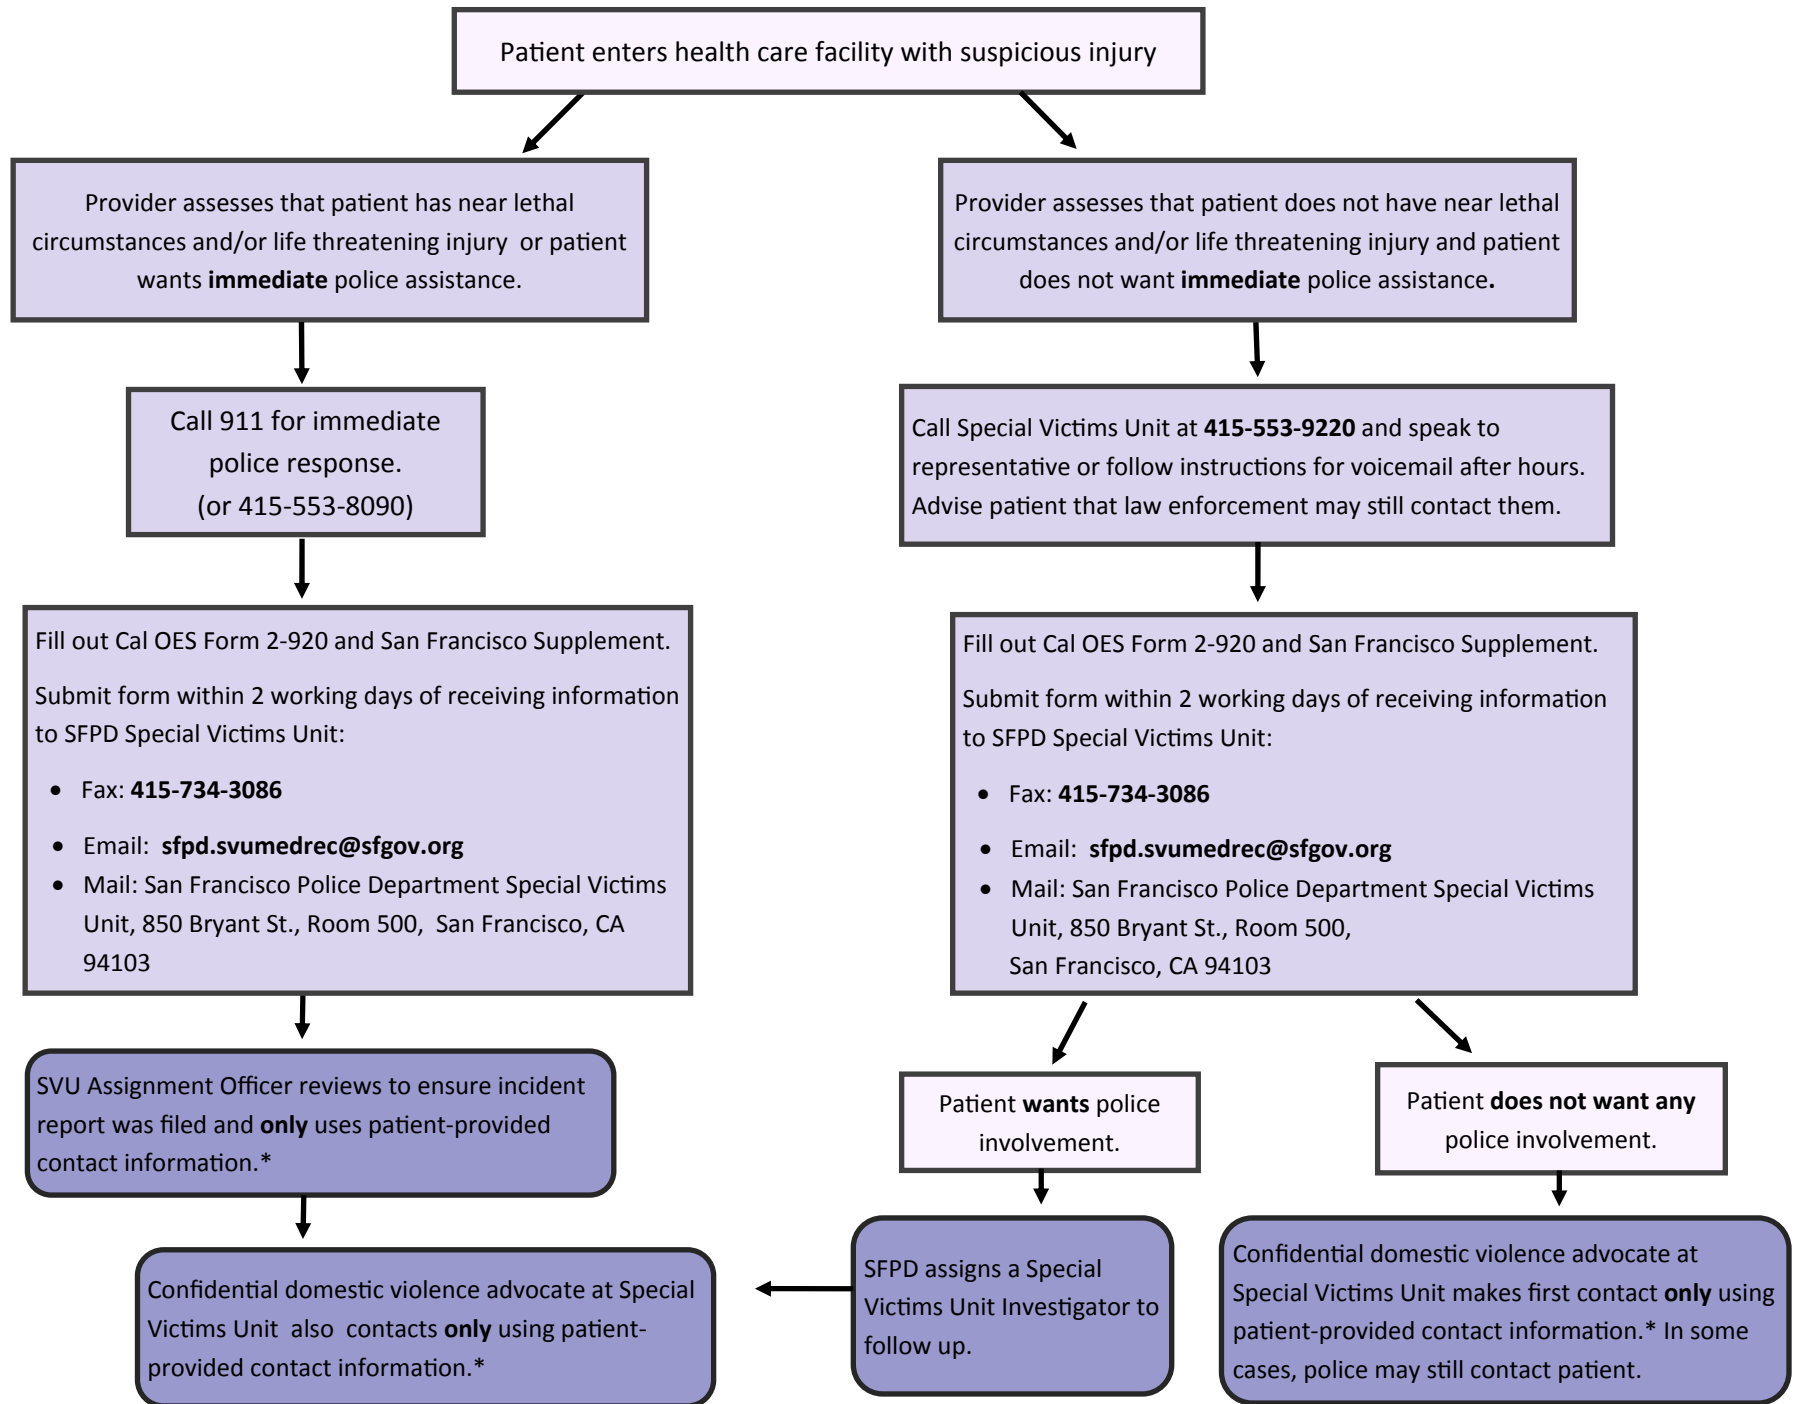 Patient enters health care facility with suspicious injury
Provider assesses that patient has near lethal
circumstances and/or life threatening injury  or patient
wants immediate police assistance.
Provider assesses that patient does not have near lethal
circumstances and/or life threatening injury and patient
does not want immediate police assistance.
Call 911 for immediate
police response.
(or 415-553-8090)
Call Special Victims Unit at 415-553-9220 and speak to
representative or follow instructions for voicemail after hours.
Advise patient that law enforcement may still contact them.
Fill out Cal OES Form 2-920 and San Francisco Supplement.
Submit form within 2 working days of receiving information
to SFPD Special Victims Unit:
• Fax: 415-734-3086
• Email:  sfpd.svumedrec@sfgov.org
• Mail: San Francisco Police Department Special Victims
Unit, 850 Bryant St., Room 500,  San Francisco, CA
94103
Fill out Cal OES Form 2-920 and San Francisco Supplement.
Submit form within 2 working days of receiving information
to SFPD Special Victims Unit:
• Fax: 415-734-3086
• Email:  sfpd.svumedrec@sfgov.org
• Mail: San Francisco Police Department Special Victims
Unit, 850 Bryant St., Room 500,
San Francisco, CA 94103
SVU Assignment Officer reviews to ensure incident
report was filed and only uses patient-provided
contact information.*
Patient wants police
involvement.
Patient does not want any
police involvement.
Confidential domestic violence advocate at Special
Victims Unit  also  contacts only using patient-
provided contact information.*
SFPD assigns a Special
Victims Unit Investigator to
follow up.
Confidential domestic violence advocate at
Special Victims Unit makes first contact only using
patient-provided contact information.* In some
cases, police may still contact patient.